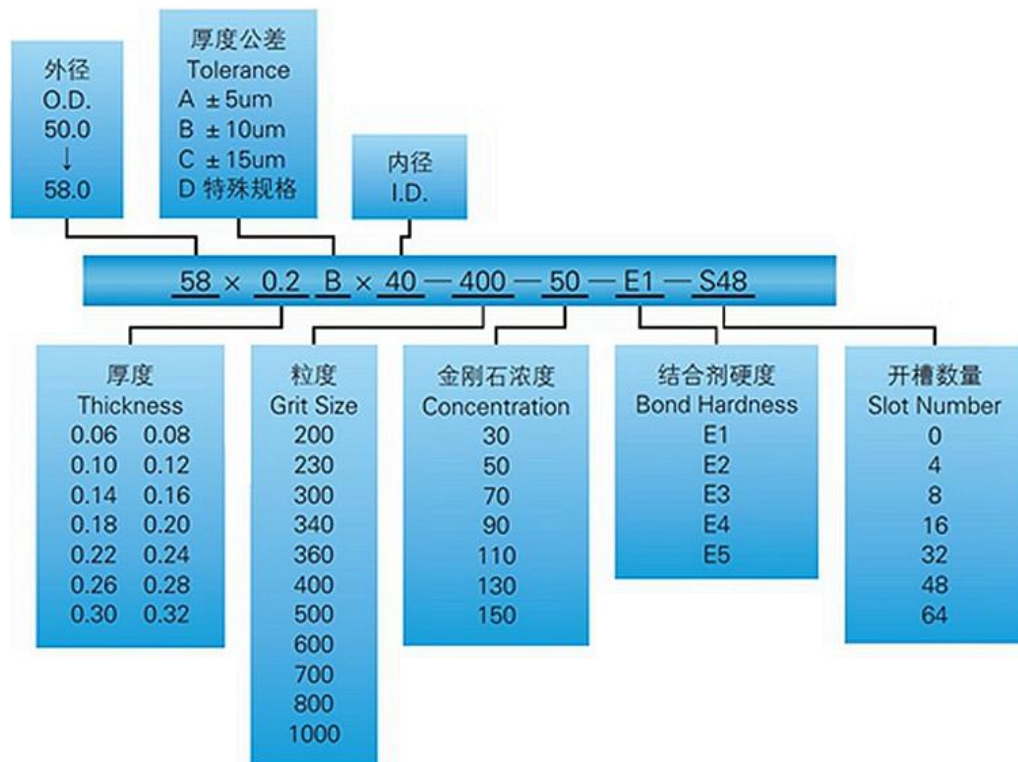 外径
O.D.
50.0
↓
58.0
厚度公差
Tolerance
A ±5um
B ±10um
C ±15um
D 特殊规格
内径
I.D.
58 × 0.2 B × 40 — 400 — 50 — E1 — S48
厚度
Thickness
0.06 0.08
0.10 0.12
0.14 0.16
0.18 0.20
0.22 0.24
0.26 0.28
0.30 0.32
粒度
Grit Size
200
230
300
340
360
400
500
600
700
800
1000
金刚石浓度
Concentration
30
50
70
90
110
130
150
结合剂硬度
Bond Hardness
E1
E2
E3
E4
E5
开槽数量
Slot Number
0
4
8
16
32
48
64